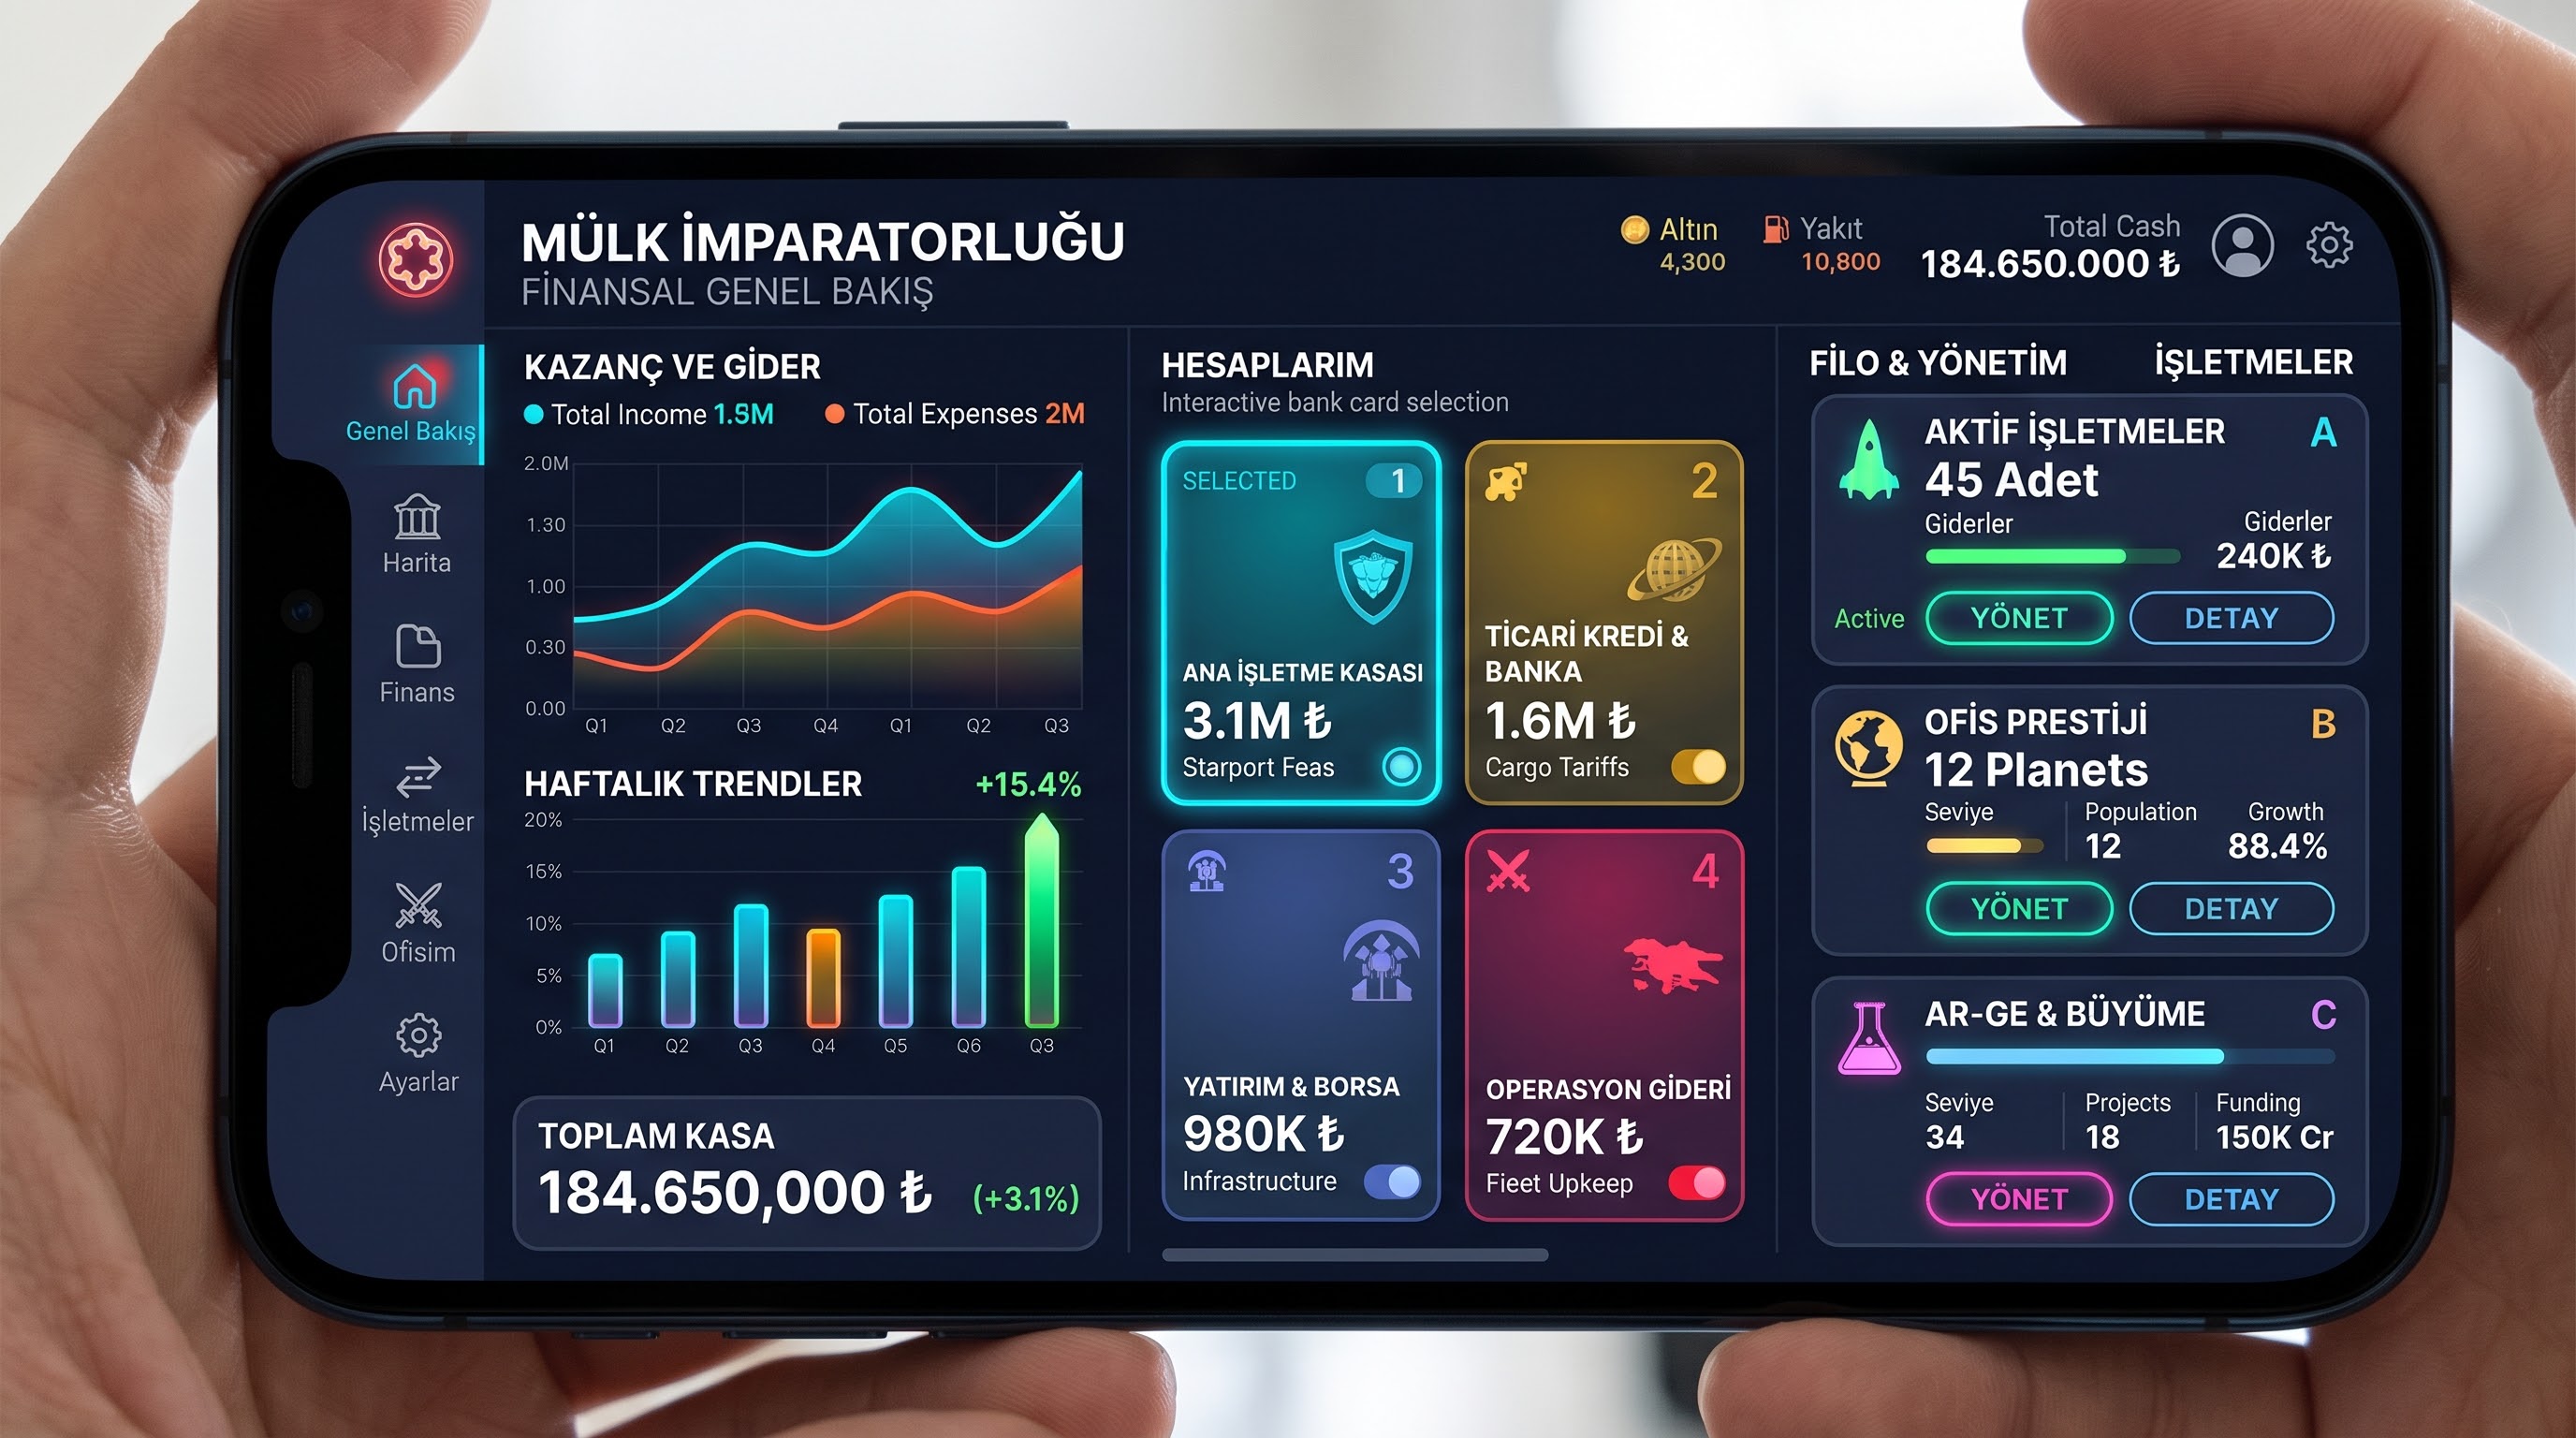 MÜLK İMPARATORLUĞU
FİNANSAL GENEL BAKIŞ
Altın
4,300
Yakıt
10,800
Total Cash
184.650.000 ₺
Genel Bakış
Harita
Finans
İşletmeler
Ofisim
Ayarlar
KAZANÇ VE GİDER
Total Income 1.5M
Total Expenses 2M
2.0M
1.30
1.00
0.30
0.00
Q1 Q2 Q3 Q4 Q1 Q2 Q3
HAFTALIK TRENDLER +15.4%
20%
15%
10%
5%
0%
Q1 Q2 Q3 Q4 Q5 Q6 Q3
TOPLAM KASA
184.650,000 ₺ (+3.1%)
HESAPLARIM
Interactive bank card selection
SELECTED 1
ANA İŞLETME KASASI
3.1M ₺
Starport Feas
2
TİCARİ KREDİ &
BANKA
1.6M ₺
Cargo Tariffs
3
YATIRIM & BORSA
980K ₺
Infrastructure
4
OPERASYON GİDERİ
720K ₺
Fieet Upkeep
FİLO & YÖNETİM İŞLETMELER
AKTİF İŞLETMELER A
45 Adet
Giderler Giderler
240K ₺
Active YÖNET DETAY
OFİS PRESTİJİ B
12 Planets
Seviye Population Growth
12 88.4%
YÖNET DETAY
AR-GE & BÜYÜME C
Seviye Projects Funding
34 18 150K Cr
YÖNET DETAY